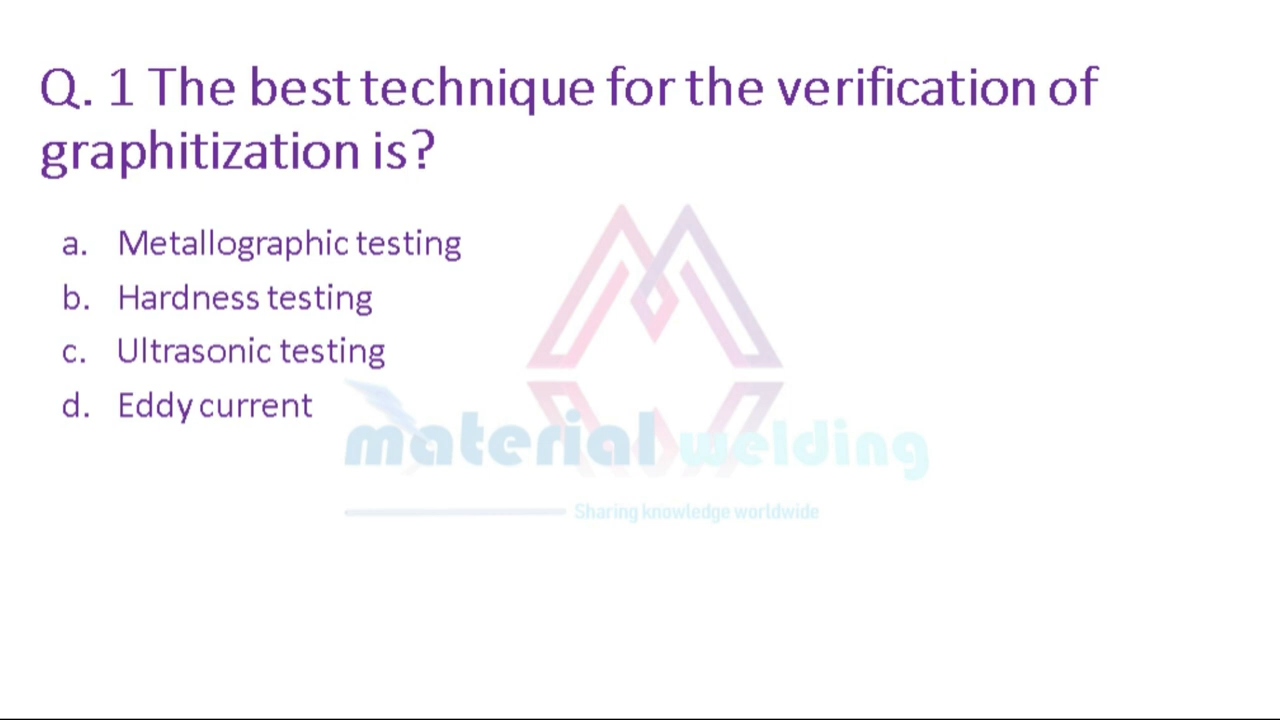 Q. 1 The best technique for the verification of
graphitization is?
a. Metallographic testing
b. Hardness testing
c. Ultrasonic testing
d. Eddy current
material welding
Sharing knowledge worldwide